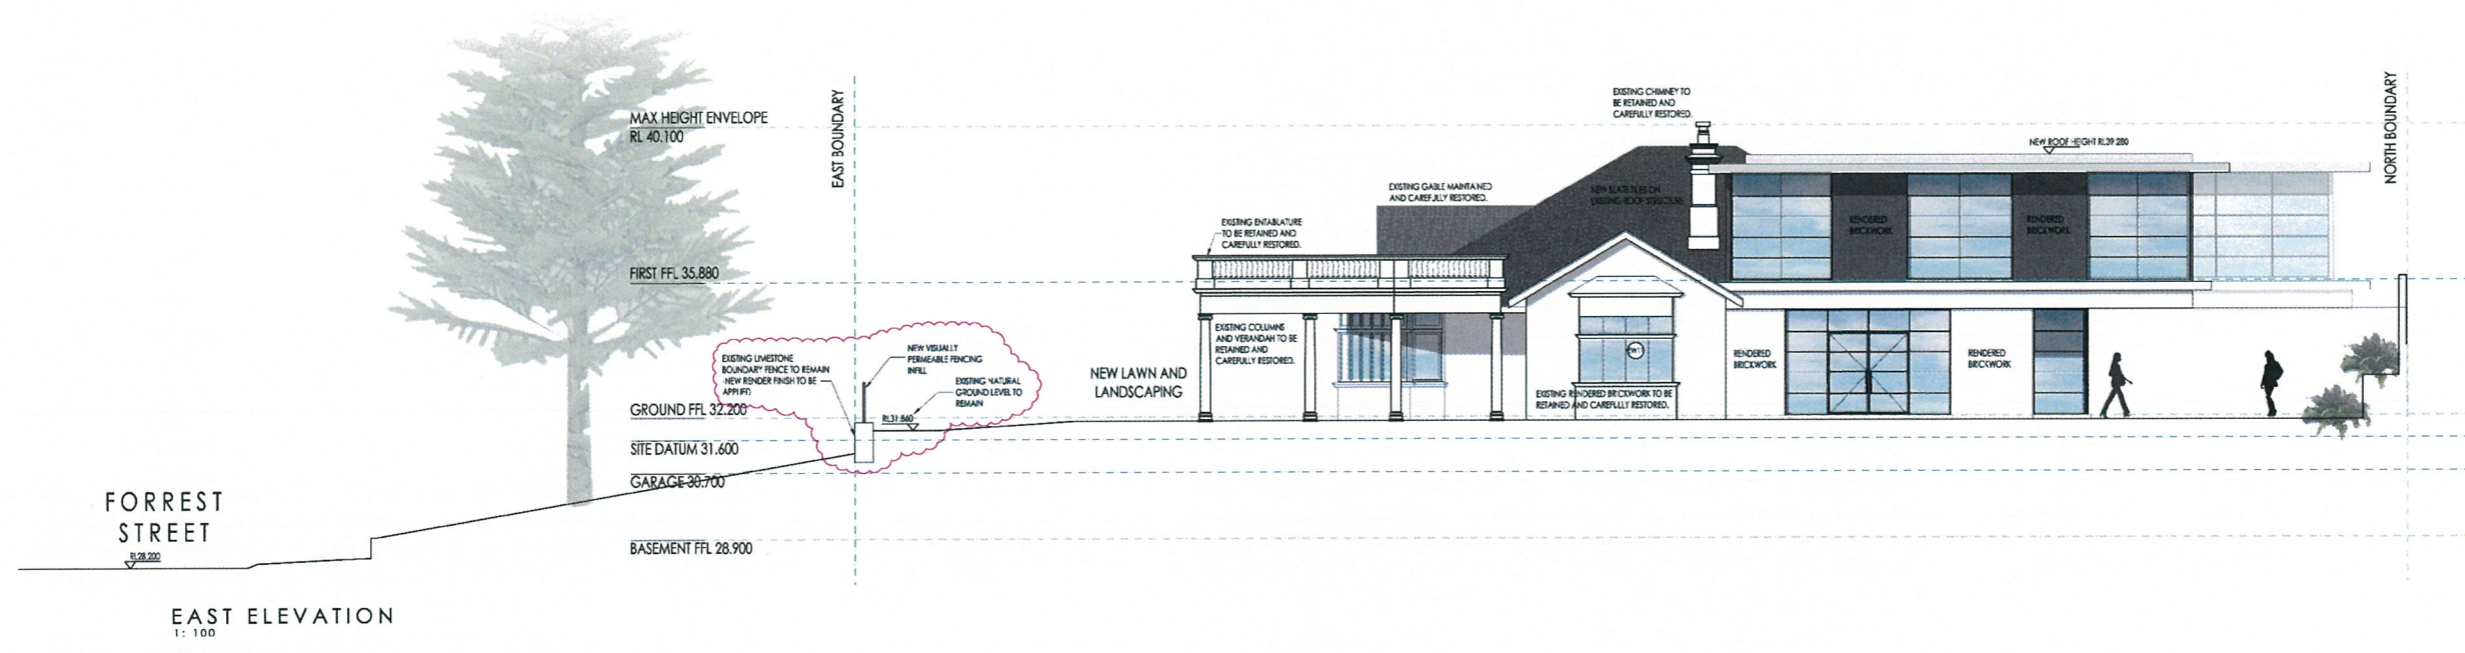 MAX HEIGHT ENVELOPE
RL 40.100
EAST BOUNDARY
EXISTING CHIMNEY TO
BE RETAINED AND
CAREFULLY RESTORED.
NEW ROOF HEIGHT RL39.280
NORTH BOUNDARY
EXISTING GABLE MAINTAINED
AND CAREFULLY RESTORED.
NEW SLATE TILES ON
EXISTING ROOF STRUCTURE
EXISTING ENTABLATURE
TO BE RETAINED AND
CAREFULLY RESTORED.
RENDERED
BRICKWORK
RENDERED
BRICKWORK
FIRST FFL 35.880
EXISTING LIMESTONE
BOUNDARY FENCE TO REMAIN
-NEW RENDER FINISH TO BE
APPLIED
NEW VISUALLY
PERMEABLE FENCING
INFILL
EXISTING NATURAL
GROUND LEVEL TO
REMAIN
RL31.860
NEW LAWN AND
LANDSCAPING
EXISTING COLUMNS
AND VERANDAH TO BE
RETAINED AND
CAREFULLY RESTORED.
EXISTING RENDERED BRICKWORK TO BE
RETAINED AND CAREFULLY RESTORED.
RENDERED
BRICKWORK
RENDERED
BRICKWORK
GROUND FFL 32.200
SITE DATUM 31.600
GARAGE 30.700
BASEMENT FFL 28.900
FORREST
STREET
RL28.200
EAST ELEVATION
1: 100